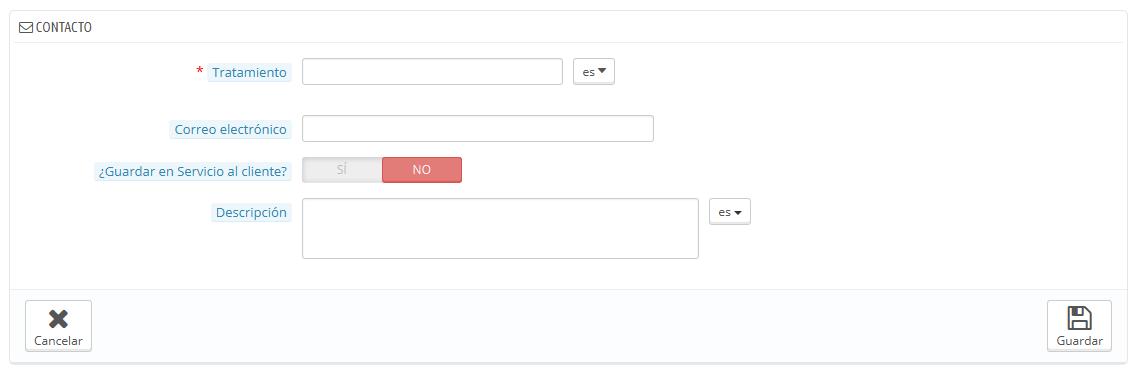 CONTACTO
* Tratamiento es
Correo electrónico
¿Guardar en Servicio al cliente? SÍ NO
Descripción es
Cancelar Guardar